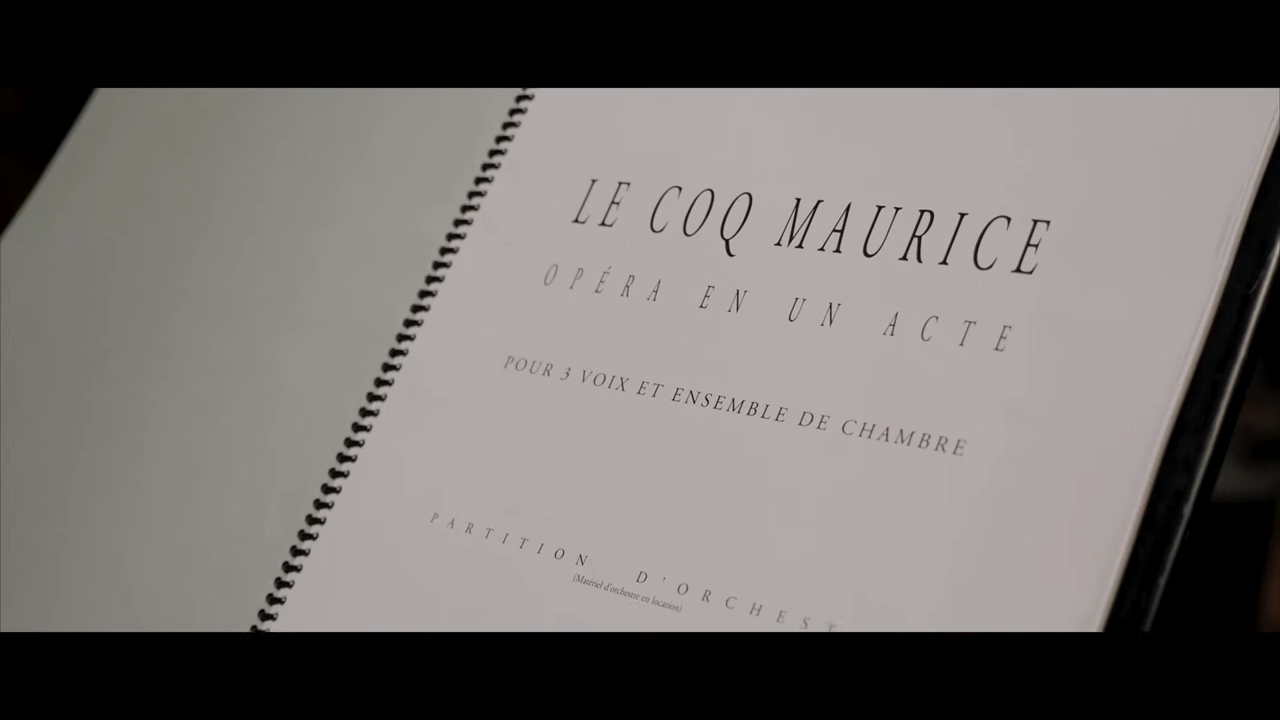 LE COQ MAURICE
OPÉRA EN UN ACTE
POUR 3 VOIX ET ENSEMBLE DE CHAMBRE
PARTITION D'ORCHEST
(Matériel d'orchestre en location)